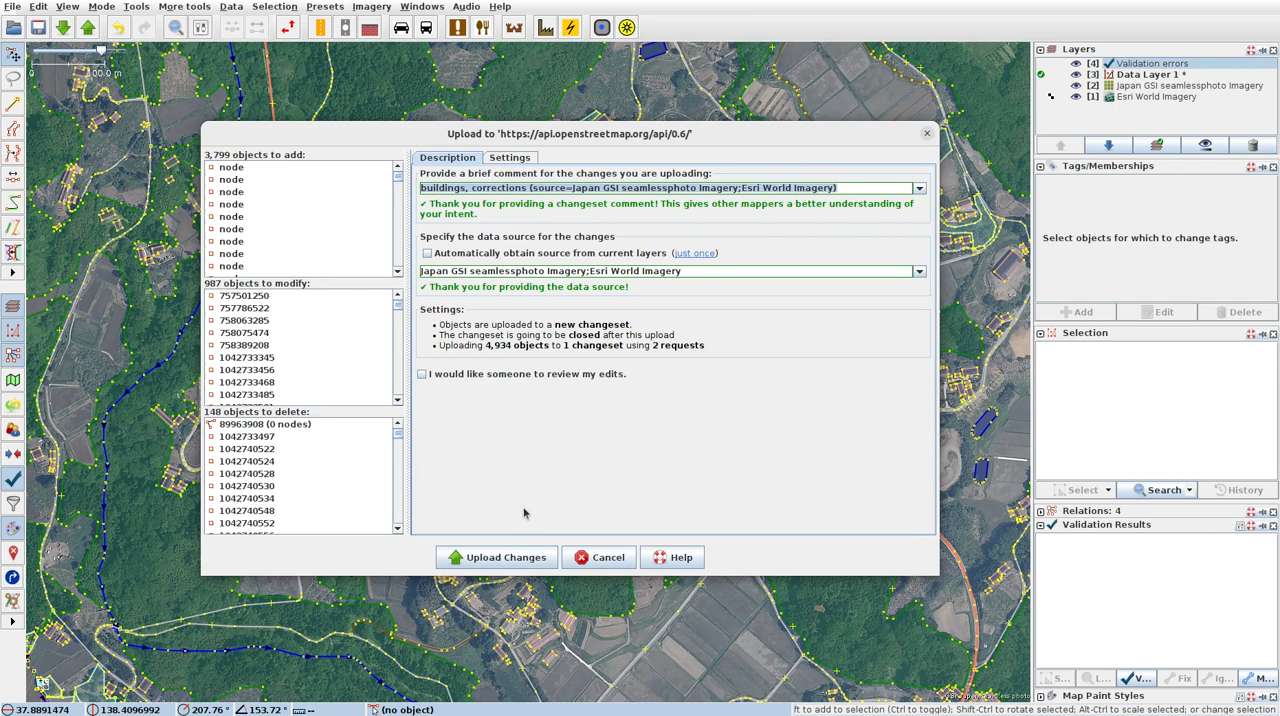 File Edit View Mode Tools More tools Data Selection Presets Imagery Windows Audio Help
0 100.0 m
Layers
[4] Validation errors
[3] Data Layer 1 *
[2] Japan GSI seamlessphoto Imagery
[1] Esri World Imagery
Tags/Memberships
Select objects for which to change tags.
Add Edit Delete
Selection
Select Search History
Relations: 4
Validation Results
S... L... V... Fix Ig... M...
Map Paint Styles
Upload to 'https://api.openstreetmap.org/api/0.6/'
3,799 objects to add:
node
node
node
node
node
node
node
node
node
987 objects to modify:
757501250
757786522
758063285
758075474
758389208
1042733345
1042733456
1042733468
1042733485
148 objects to delete:
89963908 (0 nodes)
1042733497
1042740522
1042740524
1042740528
1042740530
1042740534
1042740548
1042740552
Description Settings
Provide a brief comment for the changes you are uploading:
buildings, corrections (source=Japan GSI seamlessphoto Imagery;Esri World Imagery)
✔ Thank you for providing a changeset comment! This gives other mappers a better understanding of
your intent.
Specify the data source for the changes
Automatically obtain source from current layers (just once)
Japan GSI seamlessphoto Imagery;Esri World Imagery
✔ Thank you for providing the data source!
Settings:
• Objects are uploaded to a new changeset.
• The changeset is going to be closed after this upload
• Uploading 4,934 objects to 1 changeset using 2 requests
I would like someone to review my edits.
Upload Changes Cancel Help
37.8891474 138.4096992 207.76 ° 153.72 ° -- (no object) ft to add to selection (Ctrl to toggle); Shift-Ctrl to rotate selected; Alt-Ctrl to scale selected; or change selection